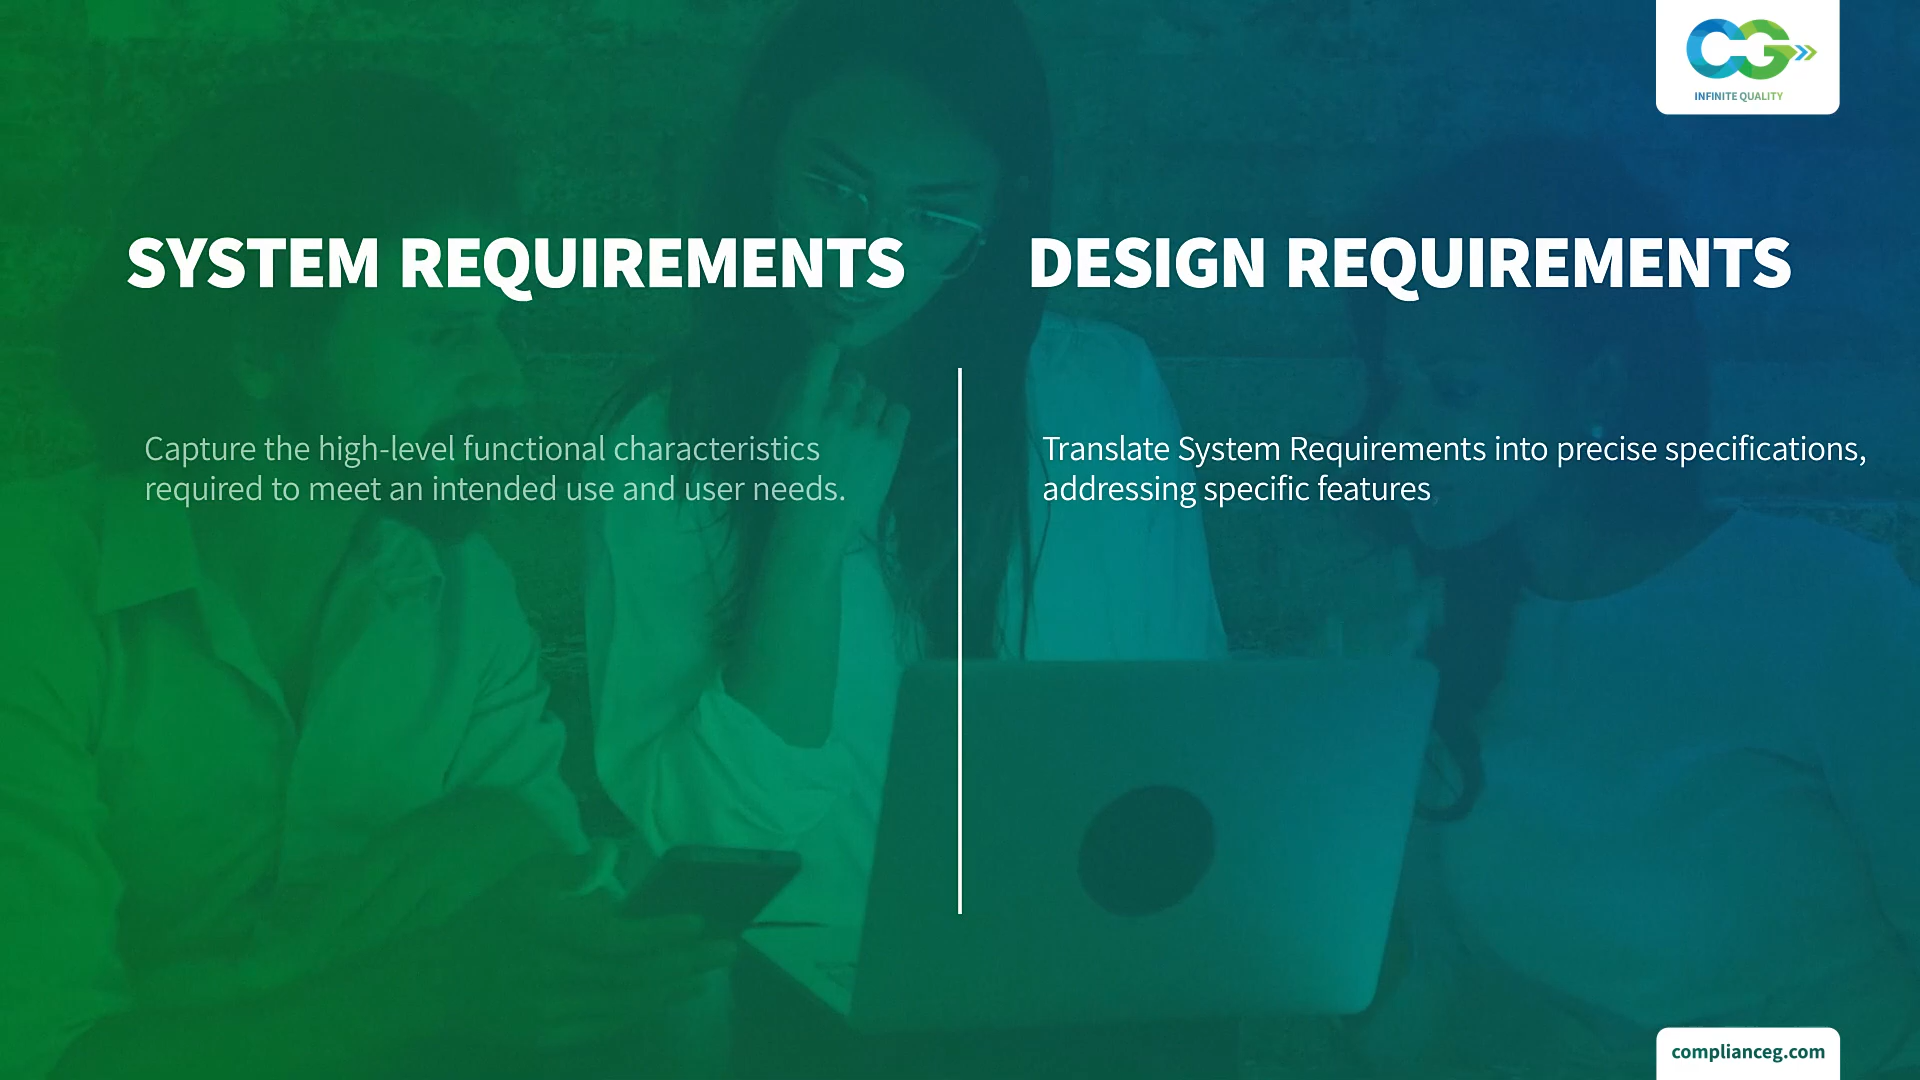 CG
INFINITE QUALITY
SYSTEM REQUIREMENTS
Capture the high-level functional characteristics
required to meet an intended use and user needs.
DESIGN REQUIREMENTS
Translate System Requirements into precise specifications,
addressing specific features
complianceg.com